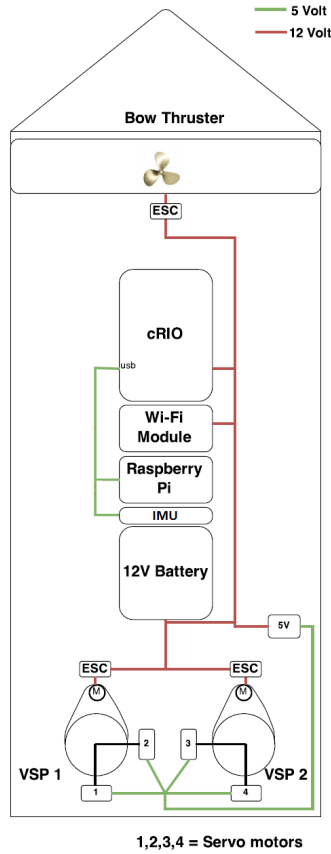 5 Volt
12 Volt
Bow Thruster
ESC
cRIO
usb
Wi-Fi
Module
Raspberry
Pi
IMU
12V Battery
5V
ESC
ESC
M
M
2
3
VSP 1
VSP 2
1
4
1,2,3,4 = Servo motors